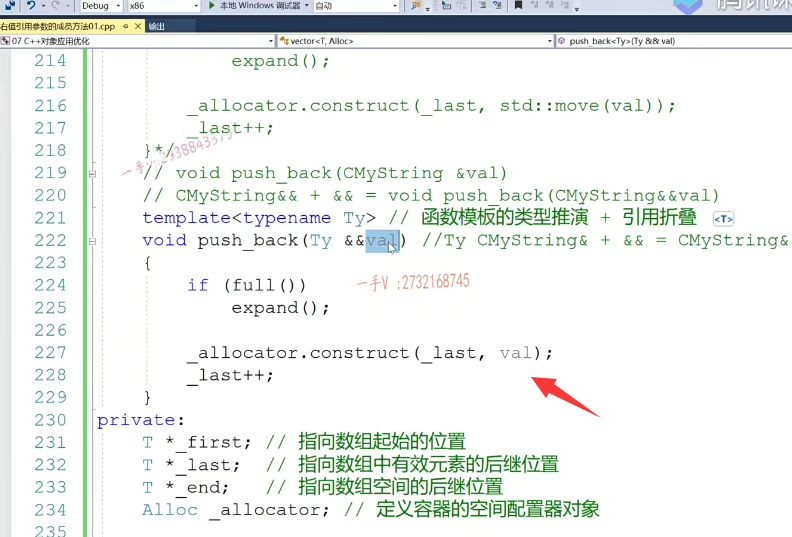 Debug x86 本地 Windows 调试器 自动
右值引用参数的成员方法01.cpp 输出
07 C++对象应用优化 vector<T, Alloc> push_back<Ty>(Ty && val)
214 expand();
215
216 _allocator.construct(_last, std::move(val));
217 _last++;
218 }*/
219 // void push_back(CMyString &val)
220 // CMyString&& + && = void push_back(CMyString&&val)
221 template<typename Ty> // 函数模板的类型推演 + 引用折叠 <T>
222 void push_back(Ty &&val) //Ty CMyString& + && = CMyString&
223 {
224 if (full()) 一手V :2732168745
225 expand();
226
227 _allocator.construct(_last, val);
228 _last++;
229 }
230 private:
231 T *_first; // 指向数组起始的位置
232 T *_last; // 指向数组中有效元素的后继位置
233 T *_end; // 指向数组空间的后继位置
234 Alloc _allocator; // 定义容器的空间配置器对象
235